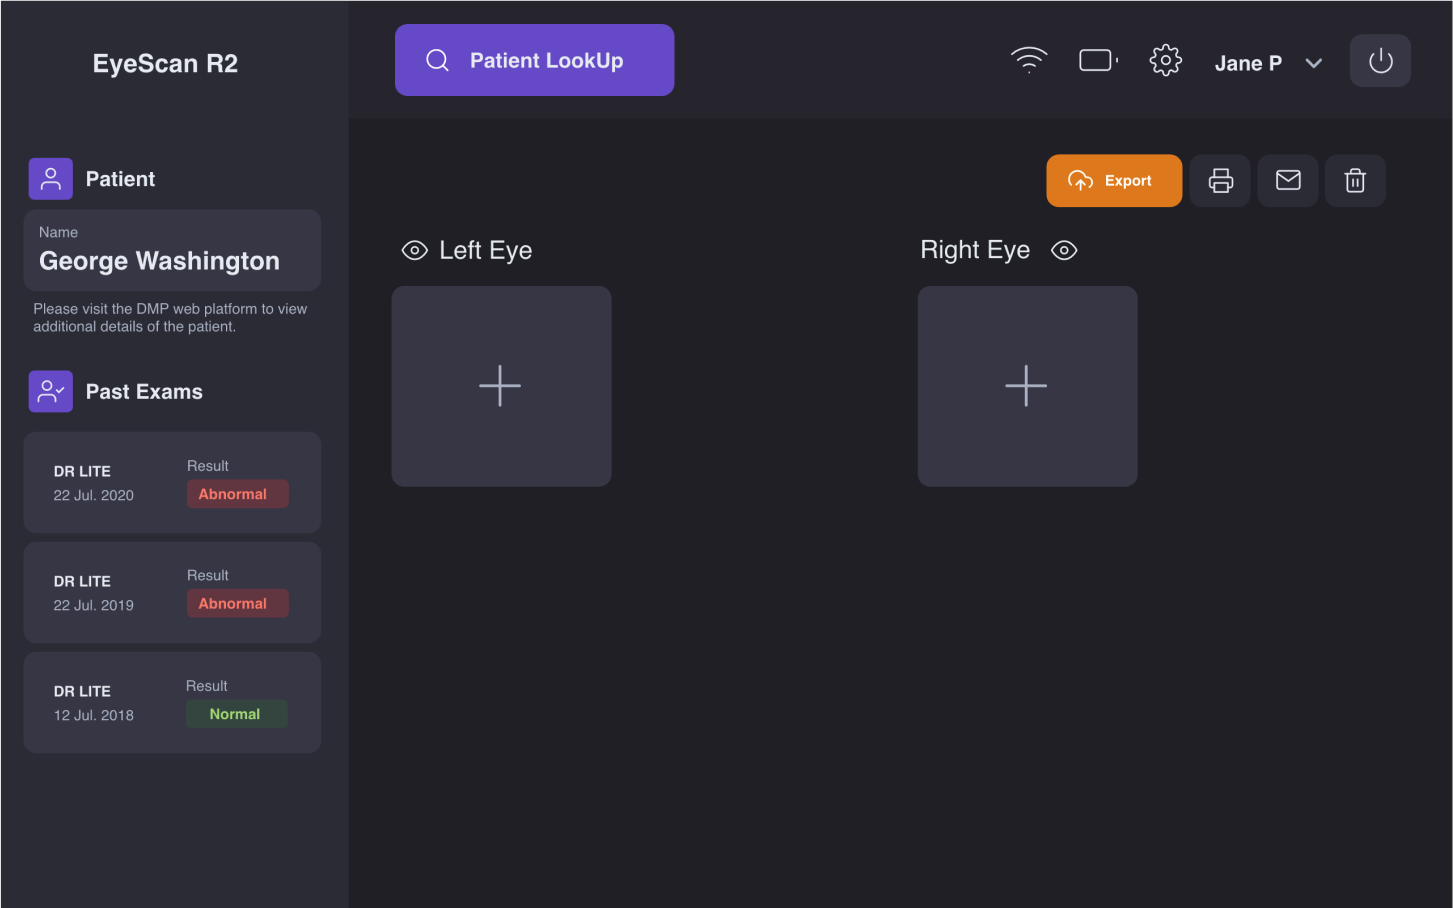 EyeScan R2
Patient LookUp
Jane P
Patient
Name
George Washington
Please visit the DMP web platform to view
additional details of the patient.
Past Exams
DR LITE
22 Jul. 2020
Result
Abnormal
DR LITE
22 Jul. 2019
Result
Abnormal
DR LITE
12 Jul. 2018
Result
Normal
Export
Left Eye
Right Eye